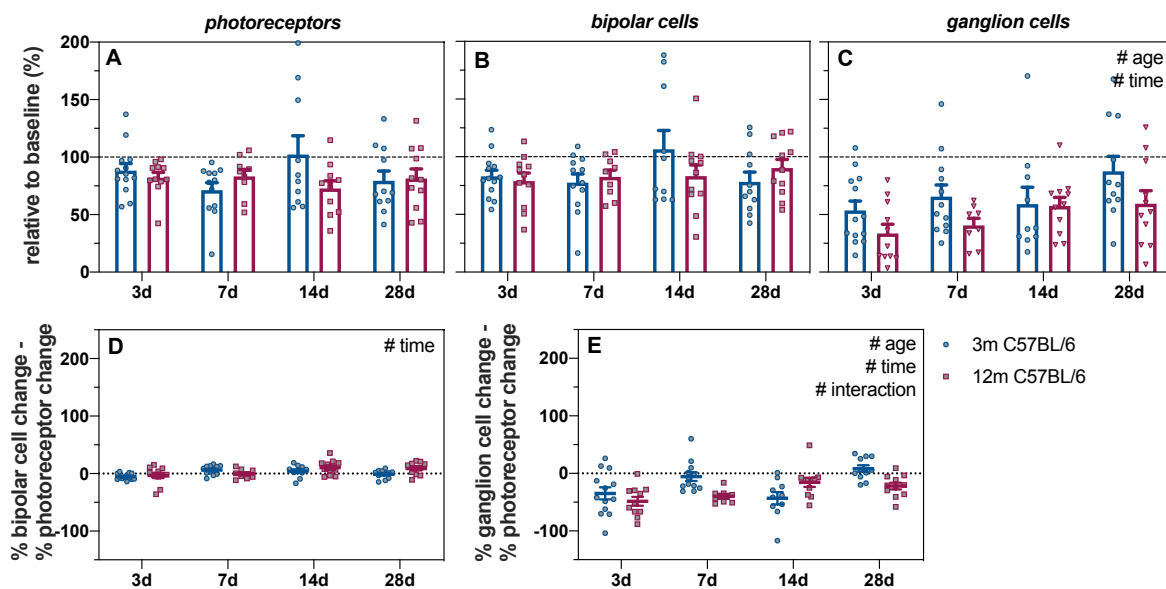 photoreceptors
bipolar cells
ganglion cells
relative to baseline (%)
200
150
100
50
0
A
3d
7d
14d
28d
B
3d
7d
14d
28d
C
# age
# time
3d
7d
14d
28d
% bipolar cell change -
% photoreceptor change
200
100
0
-100
D
# time
3d
7d
14d
28d
% ganglion cell change -
% photoreceptor change
200
100
0
-100
E
# age
# time
# interaction
3d
7d
14d
28d
3m C57BL/6
12m C57BL/6